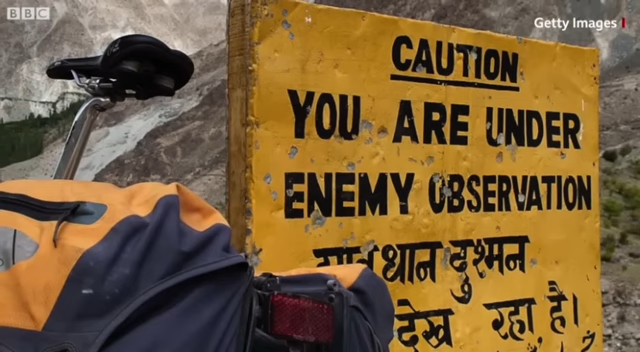 BBC
Getty Images
CAUTION
YOU ARE UNDER
ENEMY OBSERVATION
सावधान दुश्मन
देख रहा है।